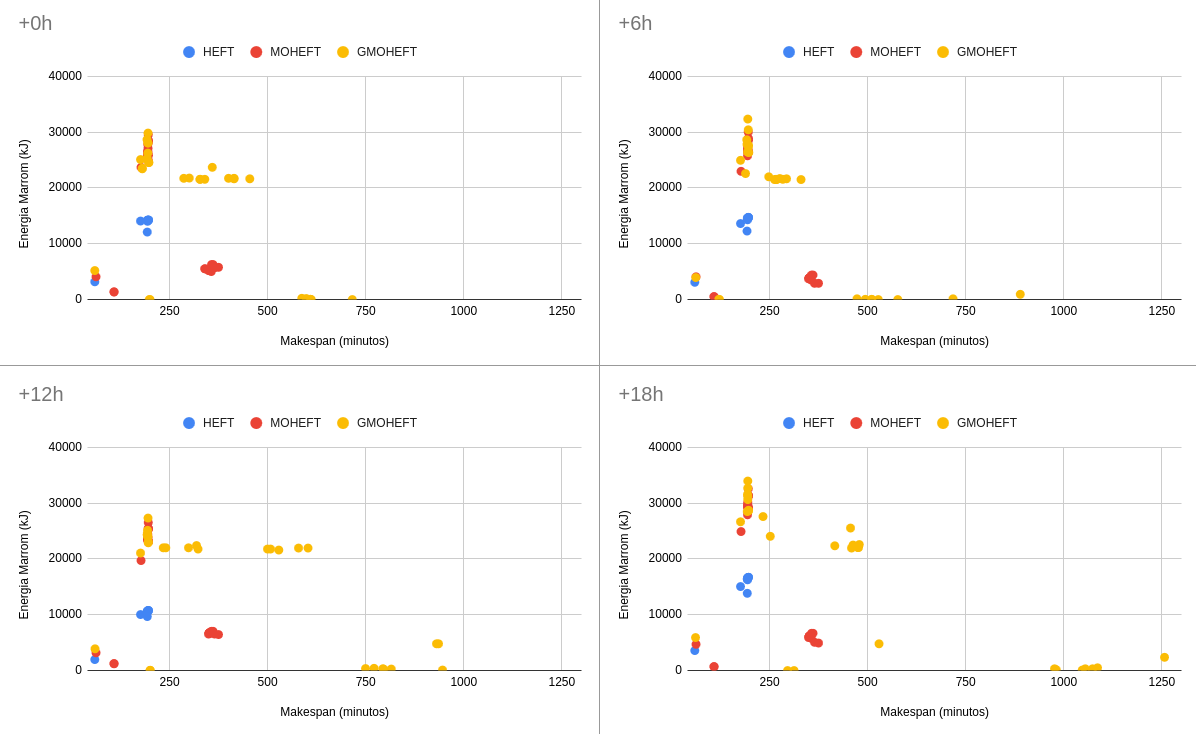 +0h
HEFT MOHEFT GMOHEFT
40000
30000
20000
10000
0
Energia Marrom (kJ)
250 500 750 1000 1250
Makespan (minutos)
+6h
HEFT MOHEFT GMOHEFT
40000
30000
20000
10000
0
Energia Marrom (kJ)
250 500 750 1000 1250
Makespan (minutos)
+12h
HEFT MOHEFT GMOHEFT
40000
30000
20000
10000
0
Energia Marrom (kJ)
250 500 750 1000 1250
Makespan (minutos)
+18h
HEFT MOHEFT GMOHEFT
40000
30000
20000
10000
0
Energia Marrom (kJ)
250 500 750 1000 1250
Makespan (minutos)